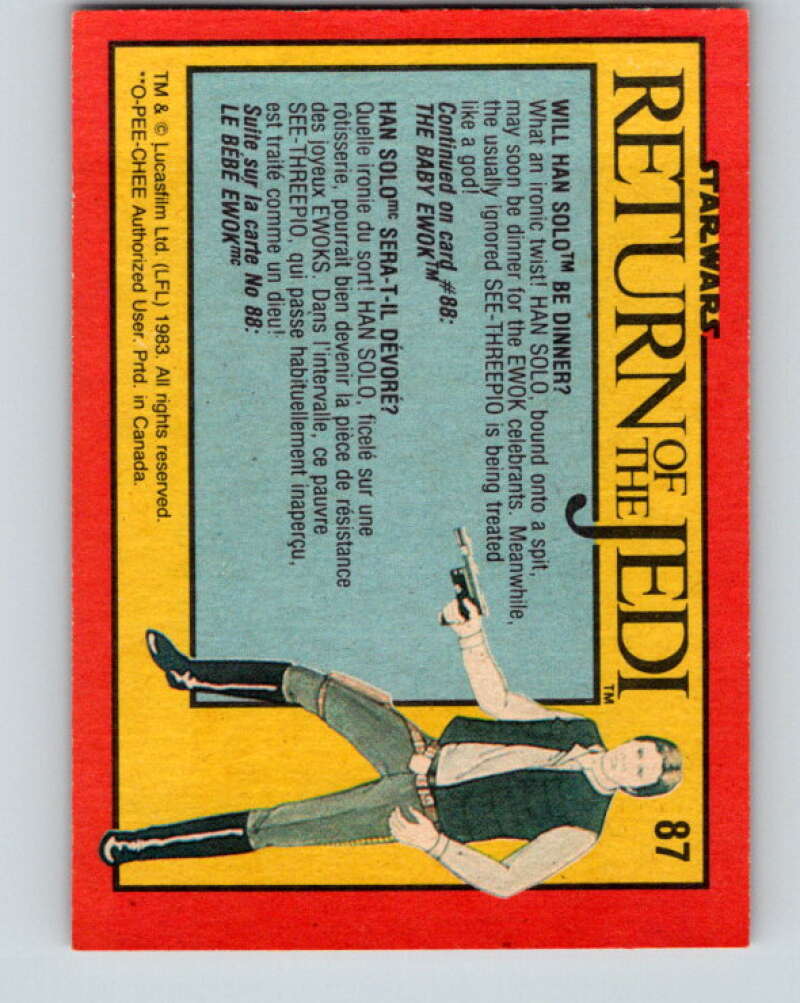 STAR WARS
RETURN OF THE JEDI™
87
WILL HAN SOLO™ BE DINNER?
What an ironic twist! HAN SOLO, bound onto a spit,
may soon be dinner for the EWOK celebrants. Meanwhile,
the usually ignored SEE-THREEPIO is being treated
like a god!
Continued on card #88:
THE BABY EWOK™
HAN SOLOmc SERA-T-IL DÉVORÉ?
Quelle ironie du sort! HAN SOLO, ficelé sur une
rôtisserie, pourrait bien devenir la pièce de résistance
des joyeux EWOKS. Dans l'intervalle, ce pauvre
SEE-THREEPIO, qui passe habituellement inaperçu,
est traité comme un dieu!
Suite sur la carte No 88:
LE BÉBÉ EWOKmc
TM & © Lucasfilm Ltd. (LFL) 1983. All rights reserved.
**O-PEE-CHEE Authorized User. Prtd. in Canada.